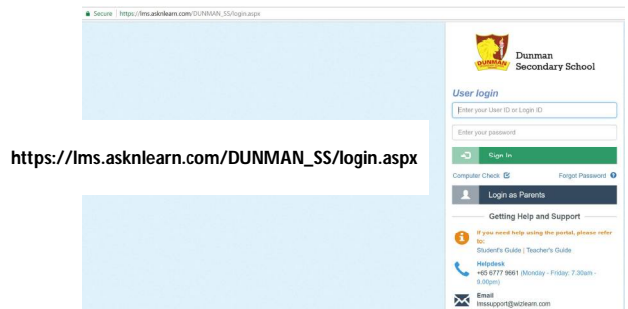 Secure | https://lms.asknlearn.com/DUNMAN_SS/login.aspx
DUNMAN
Dunman
Secondary School
User login
Enter your User ID or Login ID
Enter your password
Sign In
Computer Check
Forgot Password
Login as Parents
Getting Help and Support
If you need help using the portal, please refer
to:
Student's Guide | Teacher's Guide
Helpdesk
+65 6777 9661 (Monday - Friday: 7.30am -
8.00pm)
Email
lmssupport@wizlearn.com
https://lms.asknlearn.com/DUNMAN_SS/login.aspx